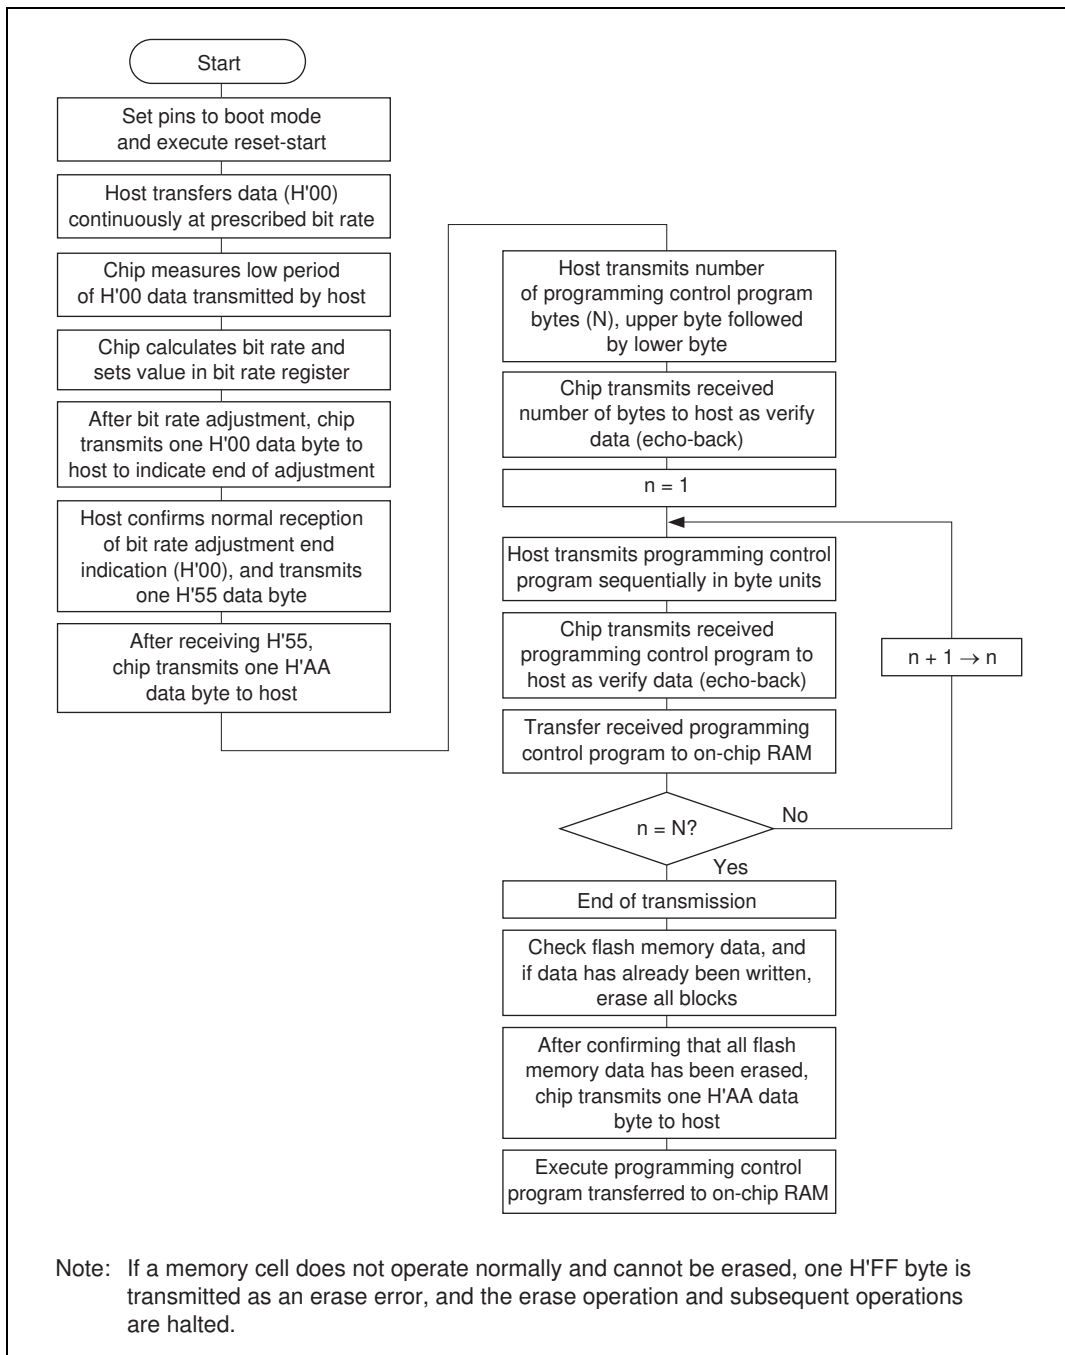 Start
Set pins to boot mode
and execute reset-start
Host transfers data (H'00)
continuously at prescribed bit rate
Chip measures low period
of H'00 data transmitted by host
Chip calculates bit rate and
sets value in bit rate register
After bit rate adjustment, chip
transmits one H'00 data byte to
host to indicate end of adjustment
Host confirms normal reception
of bit rate adjustment end
indication (H'00), and transmits
one H'55 data byte
After receiving H'55,
chip transmits one H'AA
data byte to host
Host transmits number
of programming control program
bytes (N), upper byte followed
by lower byte
Chip transmits received
number of bytes to host as verify
data (echo-back)
n = 1
Host transmits programming control
program sequentially in byte units
Chip transmits received
programming control program to
host as verify data (echo-back)
n + 1 → n
Transfer received programming
control program to on-chip RAM
n = N?
No
Yes
End of transmission
Check flash memory data, and
if data has already been written,
erase all blocks
After confirming that all flash
memory data has been erased,
chip transmits one H'AA data
byte to host
Execute programming control
program transferred to on-chip RAM
Note: If a memory cell does not operate normally and cannot be erased, one H'FF byte is
transmitted as an erase error, and the erase operation and subsequent operations
are halted.